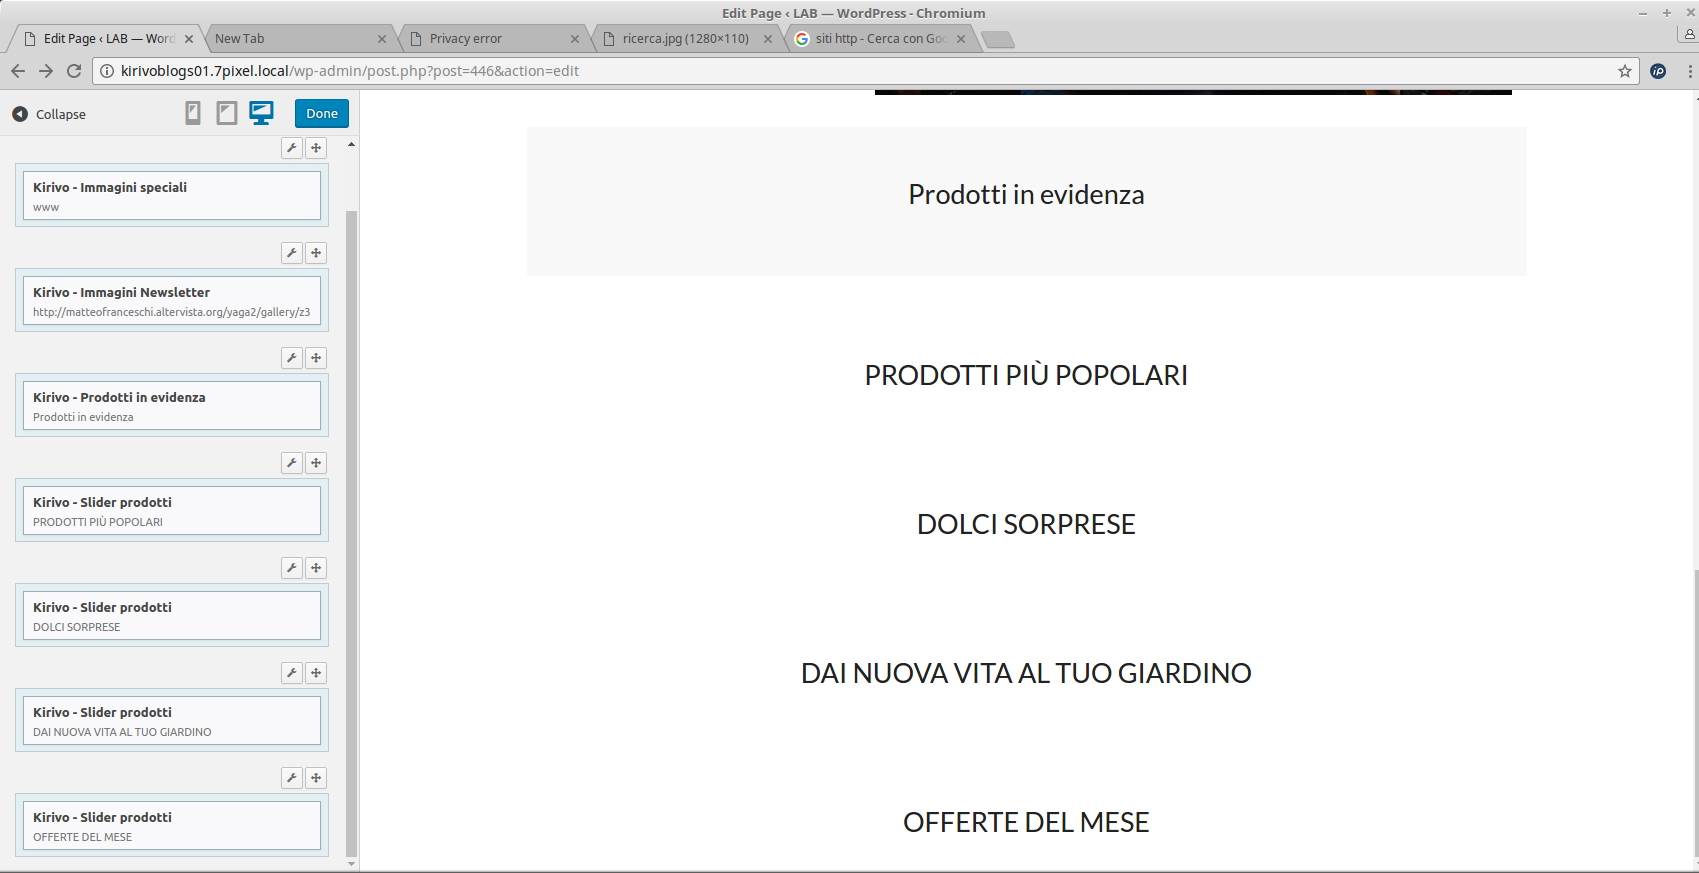 Edit Page ‹ LAB — WordPress - Chromium
Edit Page ‹ LAB — Word
New Tab
Privacy error
ricerca.jpg (1280×110)
siti http - Cerca con Goo
kirivoblogs01.7pixel.local/wp-admin/post.php?post=446&action=edit
Collapse
Done
Kirivo - Immagini speciali
www
Kirivo - Immagini Newsletter
http://matteofranceschi.altervista.org/yaga2/gallery/z3
Kirivo - Prodotti in evidenza
Prodotti in evidenza
Kirivo - Slider prodotti
PRODOTTI PIÙ POPOLARI
Kirivo - Slider prodotti
DOLCI SORPRESE
Kirivo - Slider prodotti
DAI NUOVA VITA AL TUO GIARDINO
Kirivo - Slider prodotti
OFFERTE DEL MESE
Prodotti in evidenza
PRODOTTI PIÙ POPOLARI
DOLCI SORPRESE
DAI NUOVA VITA AL TUO GIARDINO
OFFERTE DEL MESE